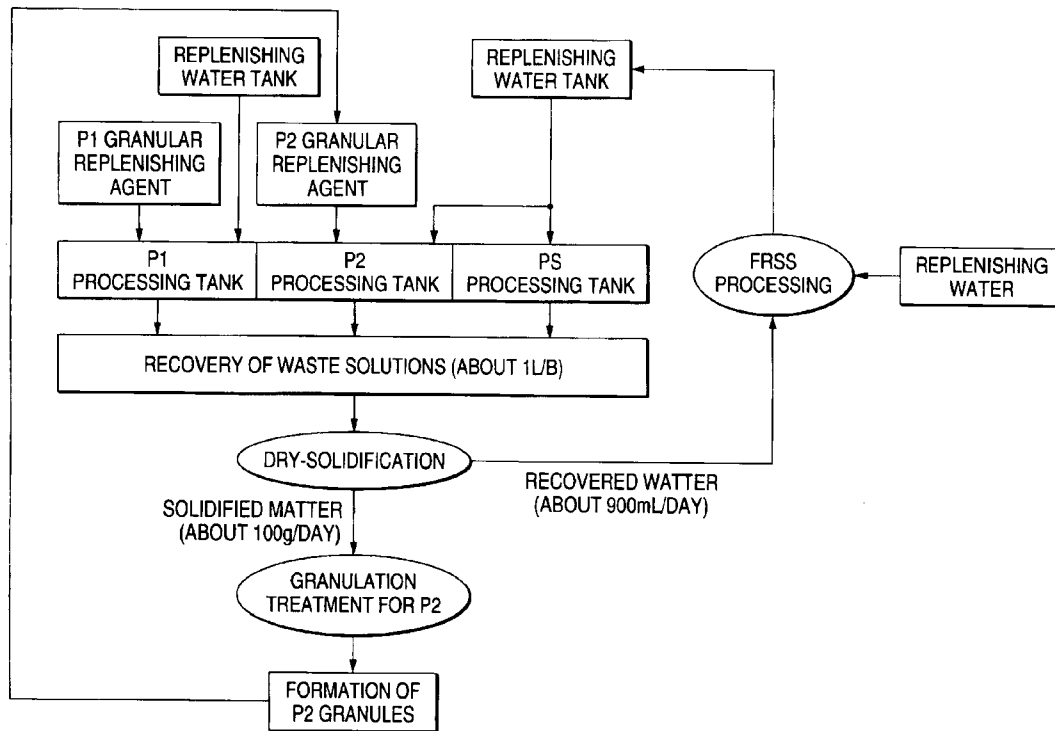 REPLENISHING
WATER TANK
REPLENISHING
WATER TANK
P1 GRANULAR
REPLENISHING
AGENT
P2 GRANULAR
REPLENISHING
AGENT
P1
PROCESSING TANK
P2
PROCESSING TANK
PS
PROCESSING TANK
FRSS
PROCESSING
REPLENISHING
WATER
RECOVERY OF WASTE SOLUTIONS (ABOUT 1L/B)
DRY-SOLIDIFICATION
RECOVERED WATTER
(ABOUT 900mL/DAY)
SOLIDIFIED MATTER
(ABOUT 100g/DAY)
GRANULATION
TREATMENT FOR P2
FORMATION OF
P2 GRANULES